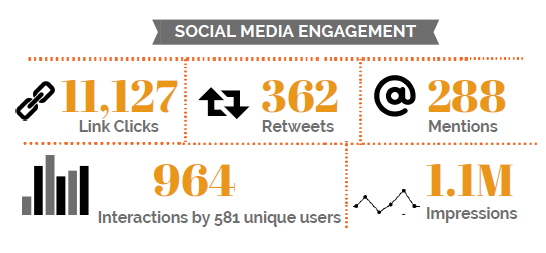 SOCIAL MEDIA ENGAGEMENT
11,127
Link Clicks
362
Retweets
@
288
Mentions
964
Interactions by 581 unique users
1.1M
Impressions